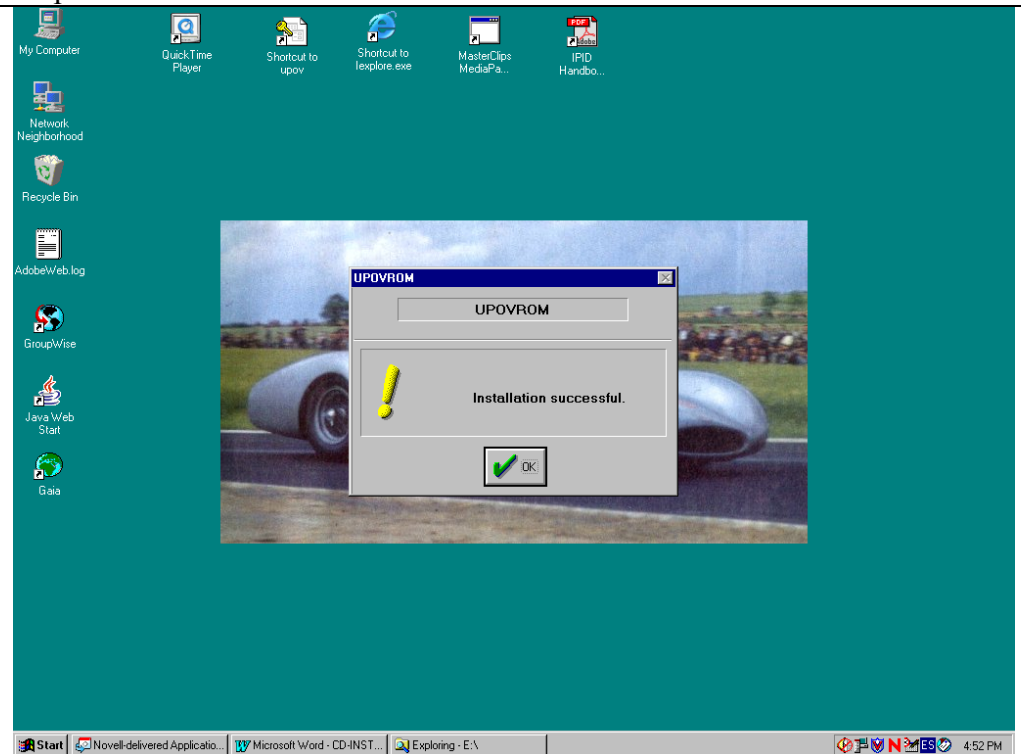 My Computer
QuickTime
Player
Shortcut to
upov
Shortcut to
Iexplore.exe
MasterClips
MediaPa...
PDF
Adobe
IPID
Handbo...
Network
Neighborhood
Recycle Bin
AdobeWeb.log
GroupWise
Java Web
Start
Gaia
UPOVROM
UPOVROM
Installation successful.
OK
Start
Novell-delivered Applicatio...
Microsoft Word - CD-INST...
Exploring - E:\
N
ES
4:52 PM